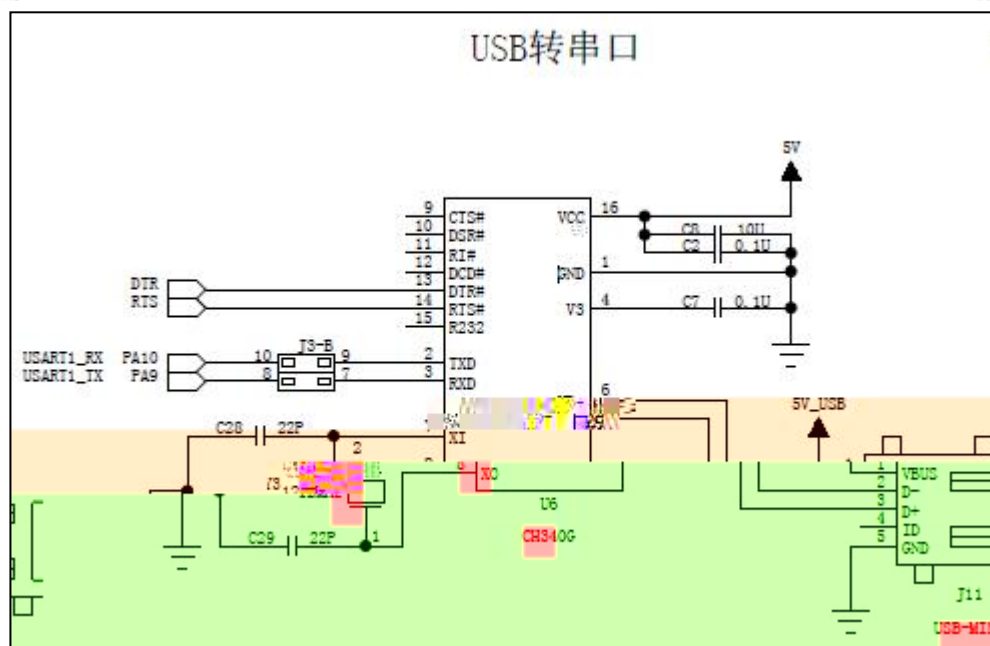 USB转串口
5V
9 CTS# VCC 16
10 DSR# C8 10U
11 RI# C2 0.1U
12 DCD# GND 1
DTR 13 DTR#
RTS 14 RTS# V3 4 C7 0.1U
15 R232
J3-B
USART1_RX PA10 10 9 2 TXD
USART1_TX PA9 8 7 3 RXD
6
5V_USB
C28 22P XI
2
XO 1 VBUS
2 D-
U6 3 D+
4 ID
C29 22P 1 CH340G 5 GND
J11